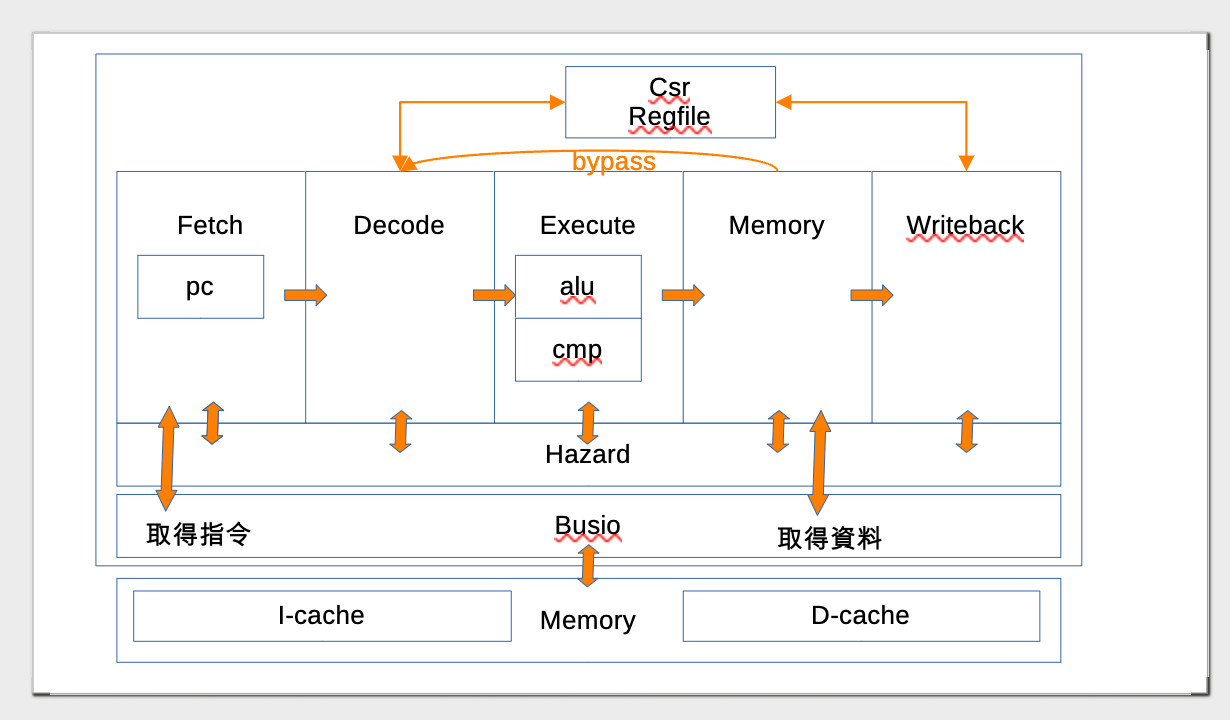 Csr
Regfile
bypass
Fetch
Decode
Execute
Memory
Writeback
pc
alu
cmp
Hazard
取得指令
Busio
取得資料
I-cache
Memory
D-cache